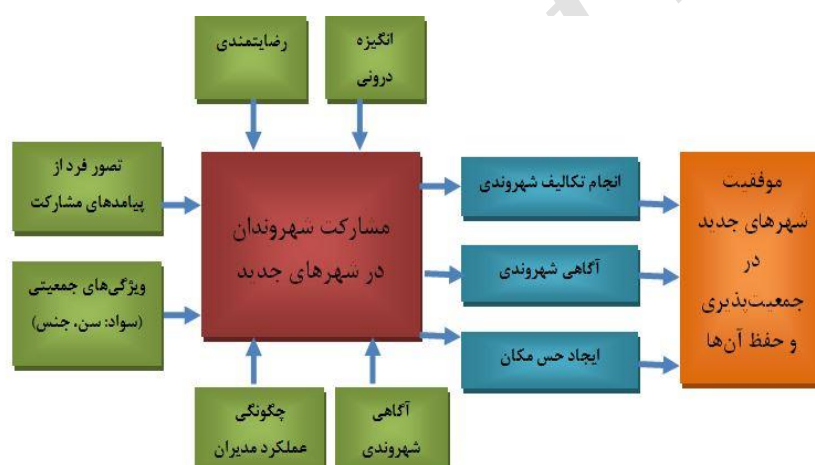 رضایتمندی
انگیزه
درونی
تصور فرد از
پیامدهای مشارکت
ویژگی‌های جمعیتی
(سواد: سن، جنس)
مشارکت شهروندان
در شهرهای جدید
چگونگی
عملکرد مدیران
آگاهی
شهروندی
انجام تکالیف شهروندی
آگاهی شهروندی
ایجاد حس مکان
موفقیت
شهرهای جدید
در
جمعیت‌پذیری
و حفظ آن‌ها